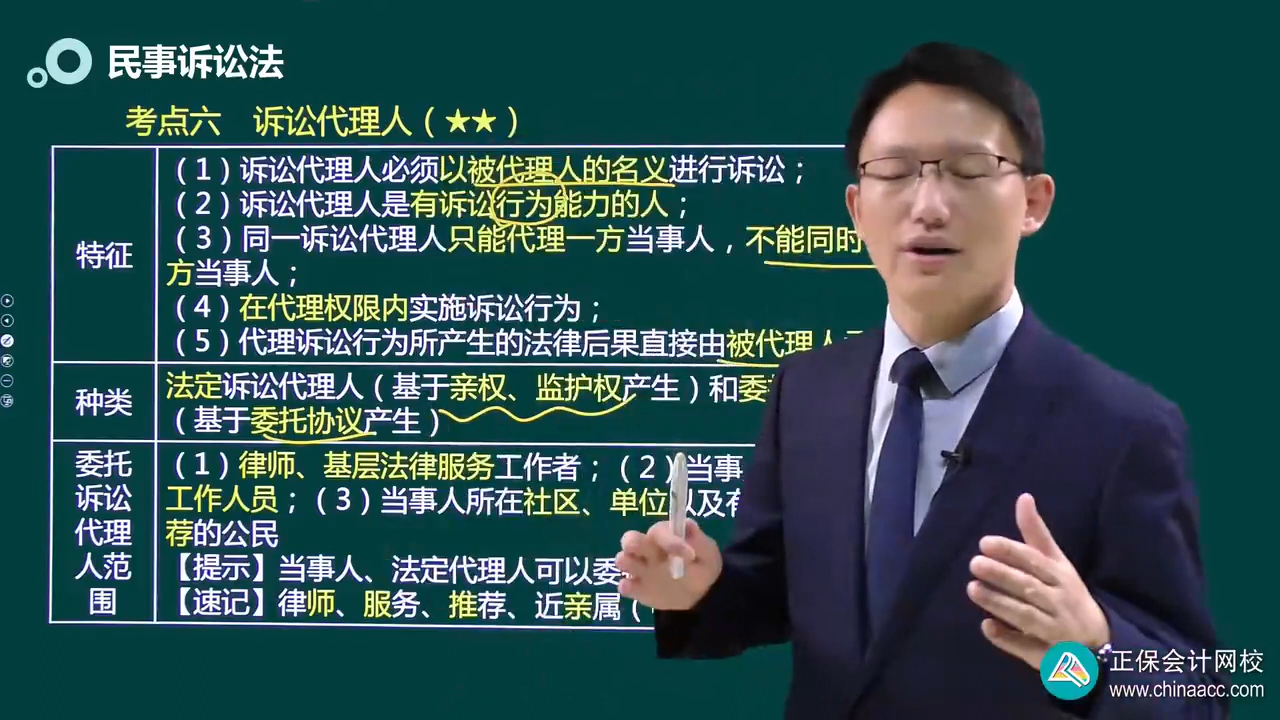 民事诉讼法
考点六 诉讼代理人（★★）
特征
（1）诉讼代理人必须以被代理人的名义进行诉讼；
（2）诉讼代理人是有诉讼行为能力的人；
（3）同一诉讼代理人只能代理一方当事人，不能同时
方当事人；
（4）在代理权限内实施诉讼行为；
（5）代理诉讼行为所产生的法律后果直接由被代理人
种类
法定诉讼代理人（基于亲权、监护权产生）和委
（基于委托协议产生）
委托
诉讼
代理
人范
围
（1）律师、基层法律服务工作者；（2）当事
工作人员；（3）当事人所在社区、单位以及有
荐的公民
【提示】当事人、法定代理人可以委
【速记】律师、服务、推荐、近亲属（
正保会计网校
www.chinaacc.com